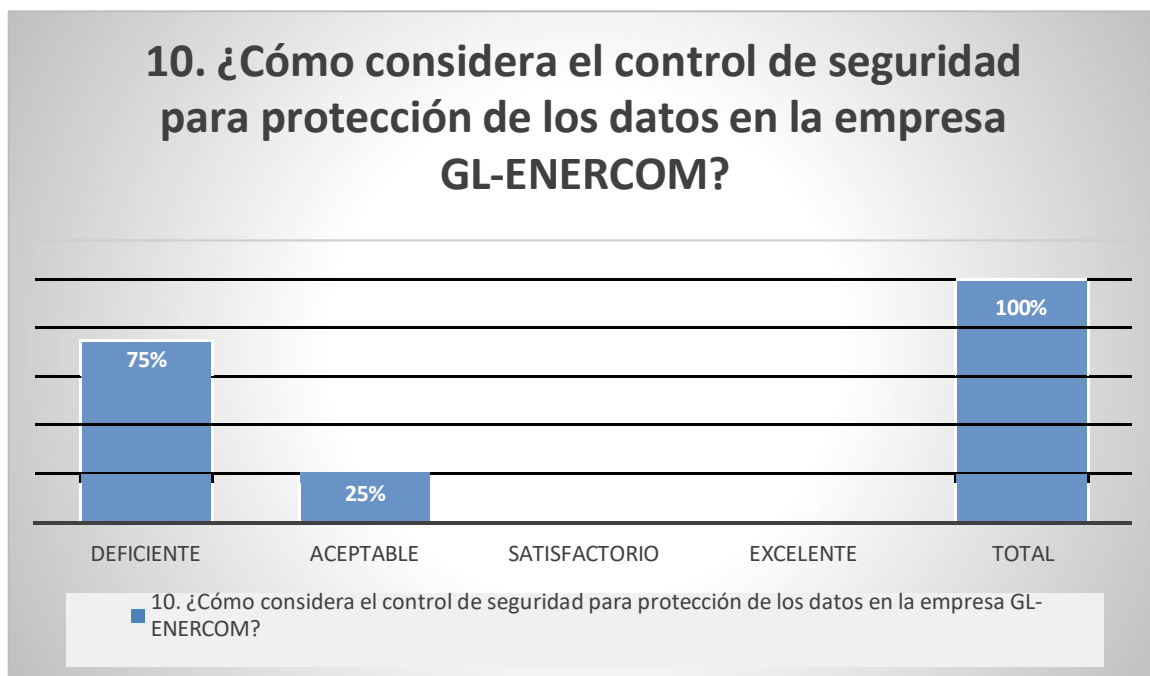 10. ¿Cómo considera el control de seguridad
para protección de los datos en la empresa
GL-ENERCOM?
100%
75%
25%
DEFICIENTE
ACEPTABLE
SATISFACTORIO
EXCELENTE
TOTAL
10. ¿Cómo considera el control de seguridad para protección de los datos en la empresa GL-
ENERCOM?